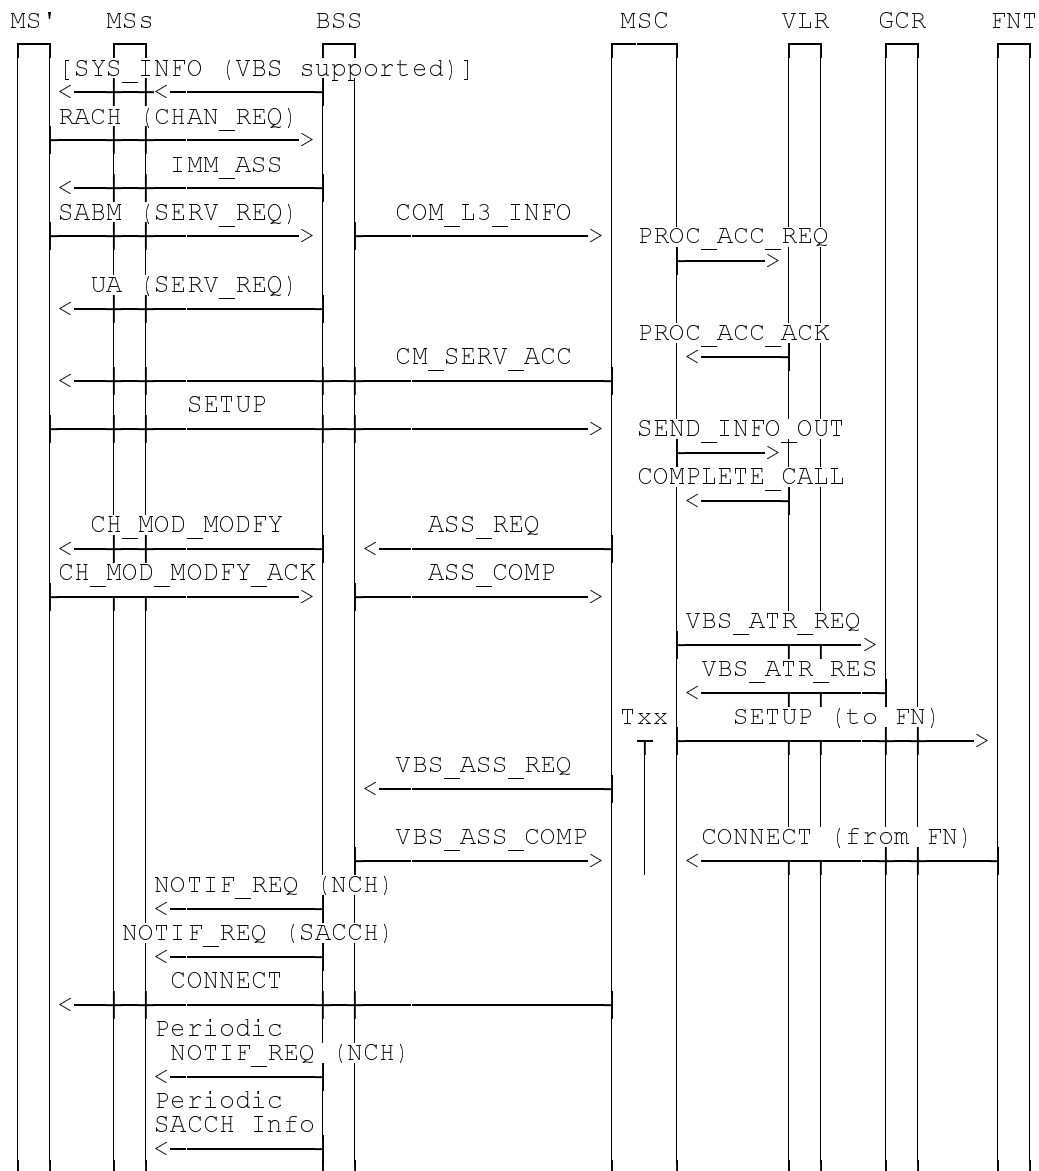 MS' MSs BSS MSC VLR GCR FNT
[SYS_INFO (VBS supported)]
RACH (CHAN_REQ)
IMM_ASS
SABM (SERV_REQ) COM_L3_INFO
PROC_ACC_REQ
UA (SERV_REQ)
PROC_ACC_ACK
CM_SERV_ACC
SETUP
SEND_INFO_OUT
COMPLETE_CALL
CH_MOD_MODFY ASS_REQ
CH_MOD_MODFY_ACK ASS_COMP
VBS_ATR_REQ
VBS_ATR_RES
Txx SETUP (to FN)
VBS_ASS_REQ
VBS_ASS_COMP CONNECT (from FN)
NOTIF_REQ (NCH)
NOTIF_REQ (SACCH)
CONNECT
Periodic
NOTIF_REQ (NCH)
Periodic
SACCH Info